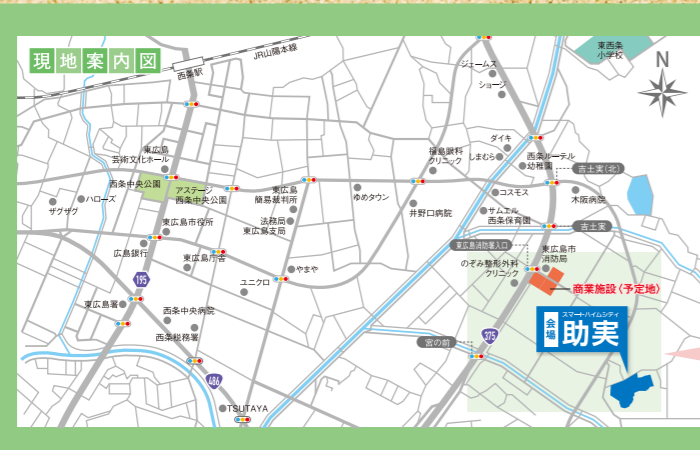 現地案内図
JR山陽本線
西条駅
東西条
小学校
N
ジェームス
ショージ
ダイキ
しまむら
福島眼科
クリニック
西条ルーテル
幼稚園
吉土実(北)
東広島
芸術文化ホール
西条中央公園
アステージ
西条中央公園
ザグザグ
ハローズ
東広島
簡易裁判所
ゆめタウン
井野口病院
コスモス
木阪病院
サムエル
西条保育園
吉土実
東広島市役所
法務局
東広島支局
東広島消防署入口
東広島市
消防局
広島銀行
東広島庁舎
やまや
のぞみ整形外科
クリニック
ユニクロ
195
商業施設(予定地)
東広島署
西条中央病院
西条税務署
スマートハイムシティ
会場
助実
宮の前
375
486
TSUTAYA